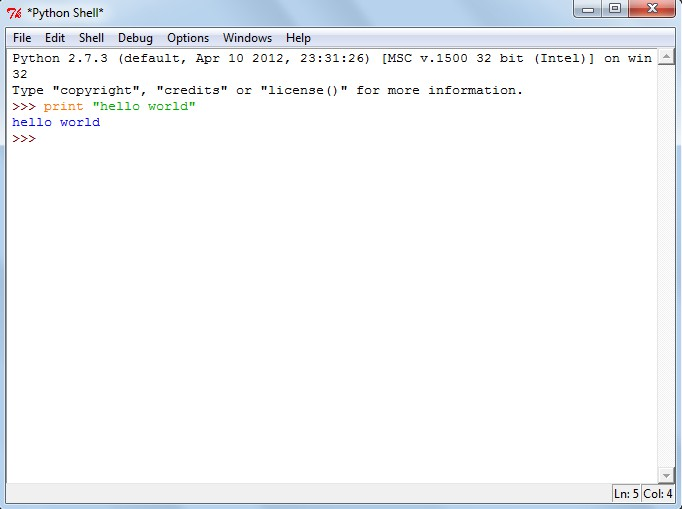 *Python Shell*
File Edit Shell Debug Options Windows Help
Python 2.7.3 (default, Apr 10 2012, 23:31:26) [MSC v.1500 32 bit (Intel)] on win
32
Type "copyright", "credits" or "license()" for more information.
>>> print "hello world"
hello world
>>>
Ln: 5 Col: 4